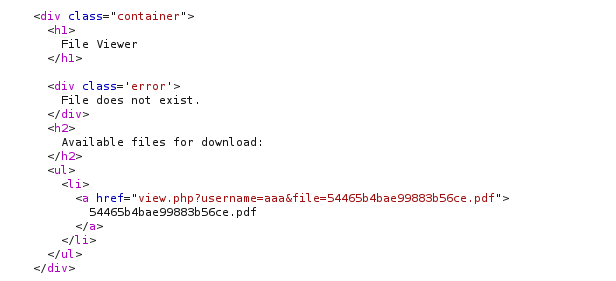 <div class="container">
<h1>
File Viewer
</h1>
<div class='error'>
File does not exist.
</div>
<h2>
Available files for download:
</h2>
<ul>
<li>
<a href="view.php?username=aaa&file=54465b4bae99883b56ce.pdf">
54465b4bae99883b56ce.pdf
</a>
</li>
</ul>
</div>